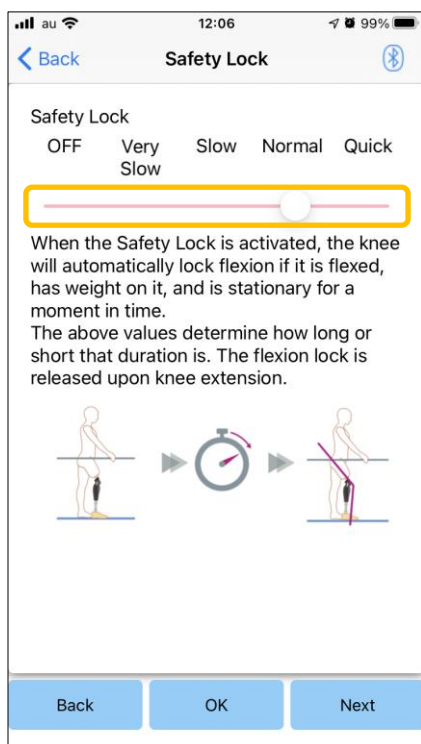 au 12:06 99%
Back Safety Lock
Safety Lock
OFF Very Slow Slow Normal Quick
When the Safety Lock is activated, the knee
will automatically lock flexion if it is flexed,
has weight on it, and is stationary for a
moment in time.
The above values determine how long or
short that duration is. The flexion lock is
released upon knee extension.
Back OK Next